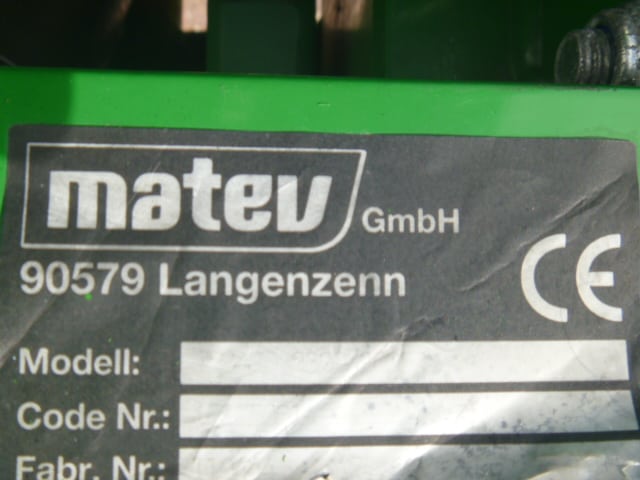 matev GmbH
90579 Langenzenn
CE
Modell:
Code Nr.:
Fabr. Nr.: